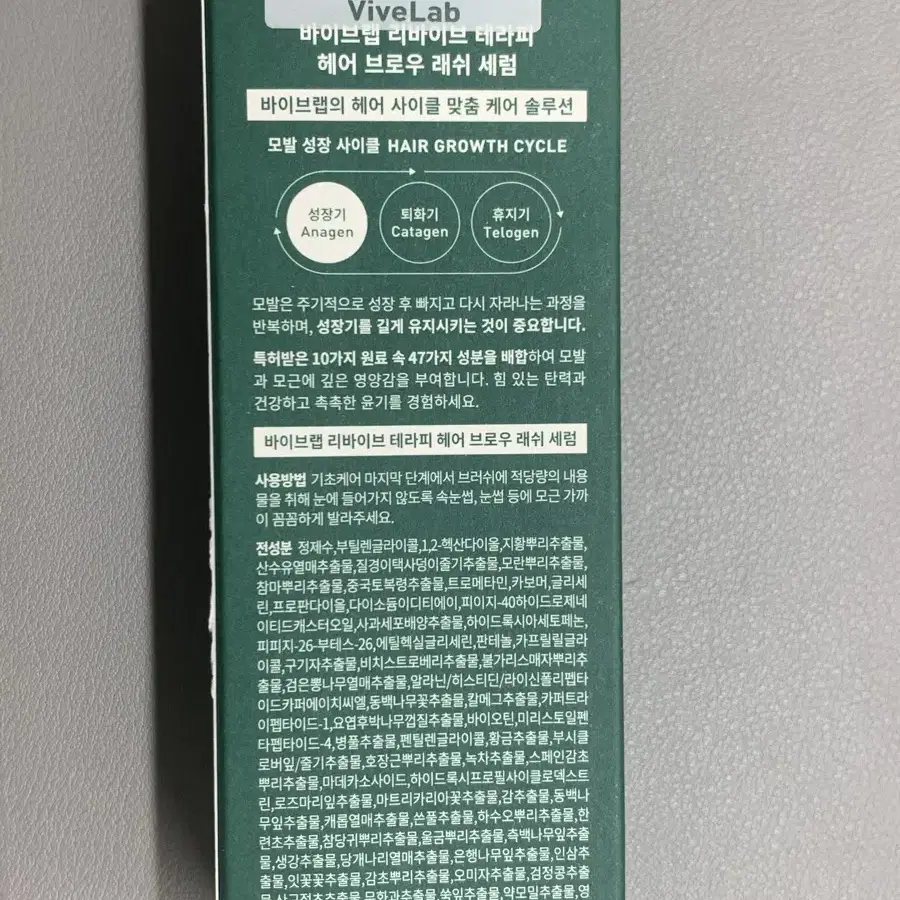 ViveLab
바이브랩 리바이브 테라피
헤어 브로우 래쉬 세럼
바이브랩의 헤어 사이클 맞춤 케어 솔루션
모발 성장 사이클 HAIR GROWTH CYCLE
성장기 퇴화기 휴지기
Anagen Catagen Telogen
모발은 주기적으로 성장 후 빠지고 다시 자라나는 과정을
반복하며, 성장기를 길게 유지시키는 것이 중요합니다.
특허받은 10가지 원료 속 47가지 성분을 배합하여 모발
과 모근에 깊은 영양감을 부여합니다. 힘 있는 탄력과
건강하고 촉촉한 윤기를 경험하세요.
바이브랩 리바이브 테라피 헤어 브로우 래쉬 세럼
사용방법 기초케어 마지막 단계에서 브러쉬에 적당량의 내용
물을 취해 눈에 들어가지 않도록 속눈썹, 눈썹 등에 모근 가까
이 꼼꼼하게 발라주세요.
전성분 정제수,부틸렌글라이콜,1,2-헥산다이올,지황뿌리추출물,
산수유열매추출물,질경이택사덩이줄기추출물,모란뿌리추출물,
참마뿌리추출물,중국토복령추출물,트로메타민,카보머,글리세
린,프로판다이올,다이소듐이디티에이,피이지-40하이드로제네
이티드캐스터오일,사과세포배양추출물,하이드록시아세토페논,
피피지-26-부테스-26,에틸헥실글리세린,판테놀,카프릴릴글라
이콜,구기자추출물,비치스트로베리추출물,불가리스매자뿌리추
출물,검은뽕나무열매추출물,알라닌/히스티딘/라이신폴리펩타
이드카퍼에이치씨엘,동백나무꽃추출물,칼메그추출물,카퍼트라
이펩타이드-1,요엽후박나무껍질추출물,바이오틴,미리스토일펜
타펩타이드-4,병풀추출물,펜틸렌글라이콜,황금추출물,부시클
로버잎/줄기추출물,호장근뿌리추출물,녹차추출물,스페인감초
뿌리추출물,마데카소사이드,하이드록시프로필사이클로덱스트
린,로즈마리잎추출물,마트리카리아꽃추출물,감추출물,동백나
무잎추출물,캐롭열매추출물,쓴풀추출물,하수오뿌리추출물,한
련초추출물,참당귀뿌리추출물,울금뿌리추출물,측백나무잎추출
물,생강추출물,당개나리열매추출물,은행나무잎추출물,인삼추
출물,잇꽃꽃추출물,감초뿌리추출물,오미자추출물,검정콩추출